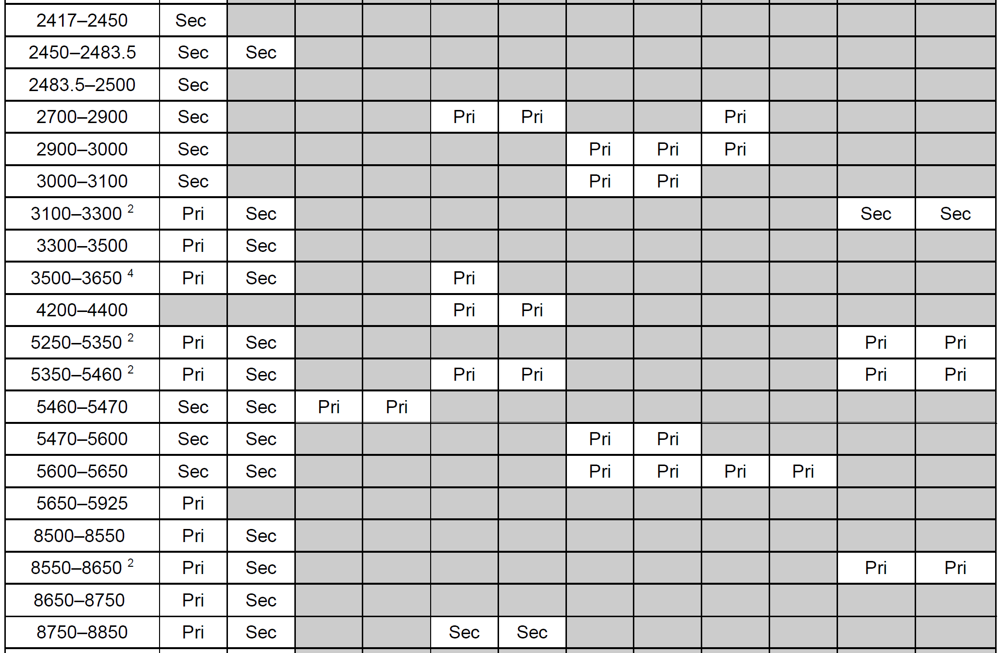 2417–2450 Sec
2450–2483.5 Sec Sec
2483.5–2500 Sec
2700–2900 Sec Pri Pri Pri
2900–3000 Sec Pri Pri Pri
3000–3100 Sec Pri Pri
3100–3300 2 Pri Sec Sec Sec
3300–3500 Pri Sec
3500–3650 4 Pri Sec Pri
4200–4400 Pri Pri
5250–5350 2 Pri Sec Pri Pri
5350–5460 2 Pri Sec Pri Pri Pri Pri
5460–5470 Sec Sec Pri Pri
5470–5600 Sec Sec Pri Pri
5600–5650 Sec Sec Pri Pri Pri Pri
5650–5925 Pri
8500–8550 Pri Sec
8550–8650 2 Pri Sec Pri Pri
8650–8750 Pri Sec
8750–8850 Pri Sec Sec Sec